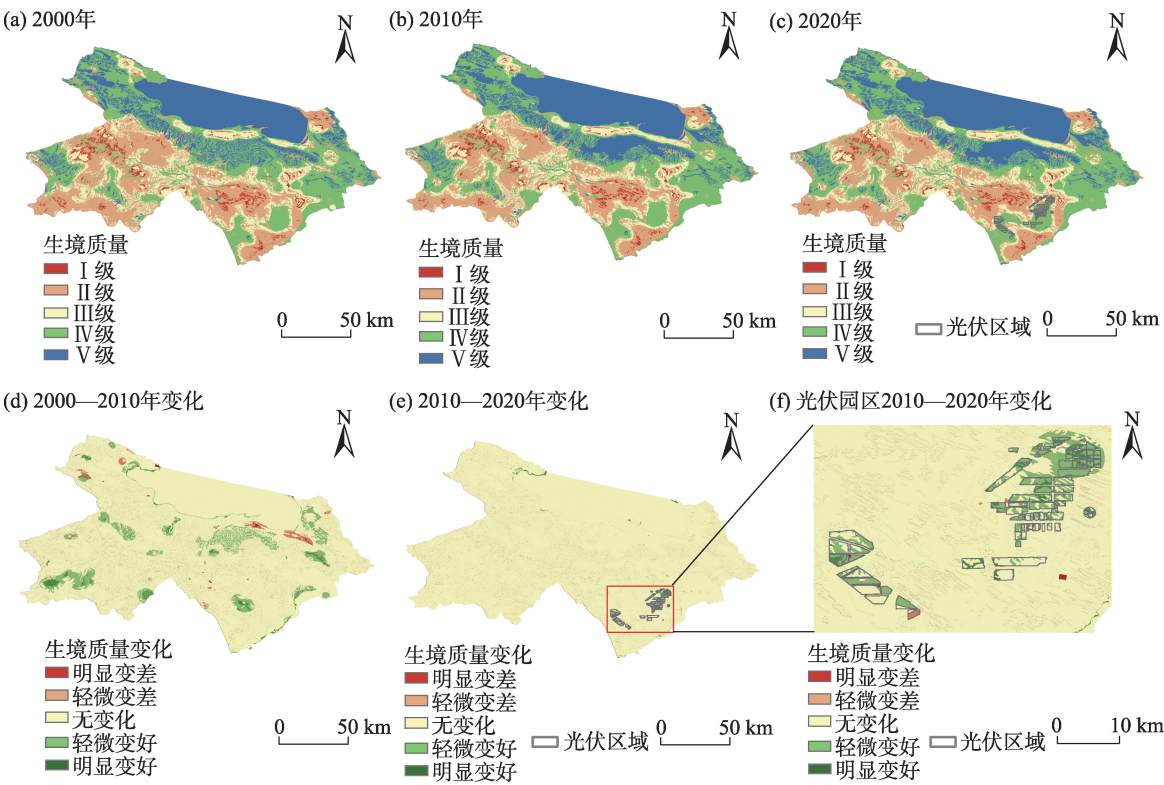 (a) 2000年
N
生境质量
Ⅰ级
Ⅱ级
Ⅲ级
Ⅳ级
Ⅴ级
0 50 km
(b) 2010年
N
生境质量
Ⅰ级
Ⅱ级
Ⅲ级
Ⅳ级
Ⅴ级
0 50 km
(c) 2020年
N
生境质量
Ⅰ级
Ⅱ级
Ⅲ级
Ⅳ级
Ⅴ级
光伏区域
0 50 km
(d) 2000—2010年变化
N
生境质量变化
明显变差
轻微变差
无变化
轻微变好
明显变好
0 50 km
(e) 2010—2020年变化
N
生境质量变化
明显变差
轻微变差
无变化
轻微变好
明显变好
光伏区域
0 50 km
(f) 光伏园区2010—2020年变化
N
生境质量变化
明显变差
轻微变差
无变化
轻微变好
明显变好
光伏区域
0 10 km